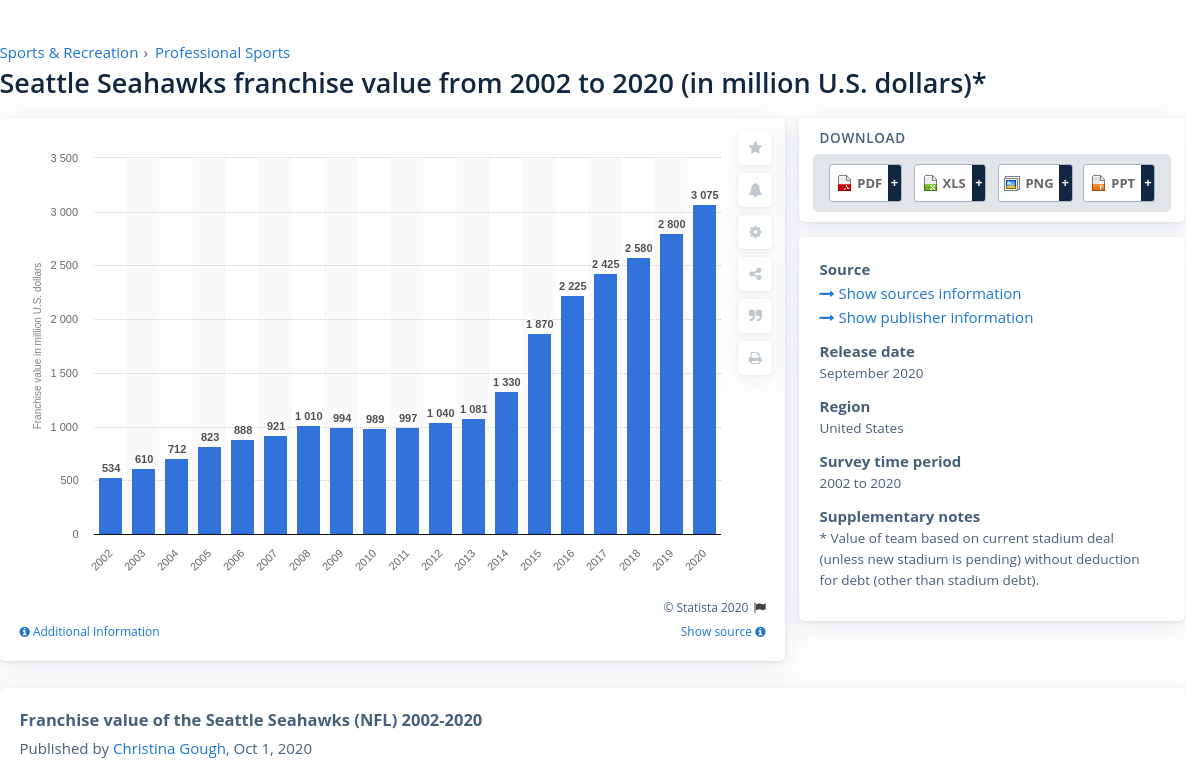 Sports & Recreation › Professional Sports
Seattle Seahawks franchise value from 2002 to 2020 (in million U.S. dollars)*
Franchise value in million U.S. dollars
3 500
3 000
2 500
2 000
1 500
1 000
500
0
534
610
712
823
888
921
1 010
994
989
997
1 040
1 081
1 330
1 870
2 225
2 425
2 580
2 800
3 075
2002
2003
2004
2005
2006
2007
2008
2009
2010
2011
2012
2013
2014
2015
2016
2017
2018
2019
2020
© Statista 2020
Additional Information
Show source
DOWNLOAD
PDF +
XLS +
PNG +
PPT +
Source
Show sources information
Show publisher information
Release date
September 2020
Region
United States
Survey time period
2002 to 2020
Supplementary notes
* Value of team based on current stadium deal
(unless new stadium is pending) without deduction
for debt (other than stadium debt).
Franchise value of the Seattle Seahawks (NFL) 2002-2020
Published by Christina Gough, Oct 1, 2020